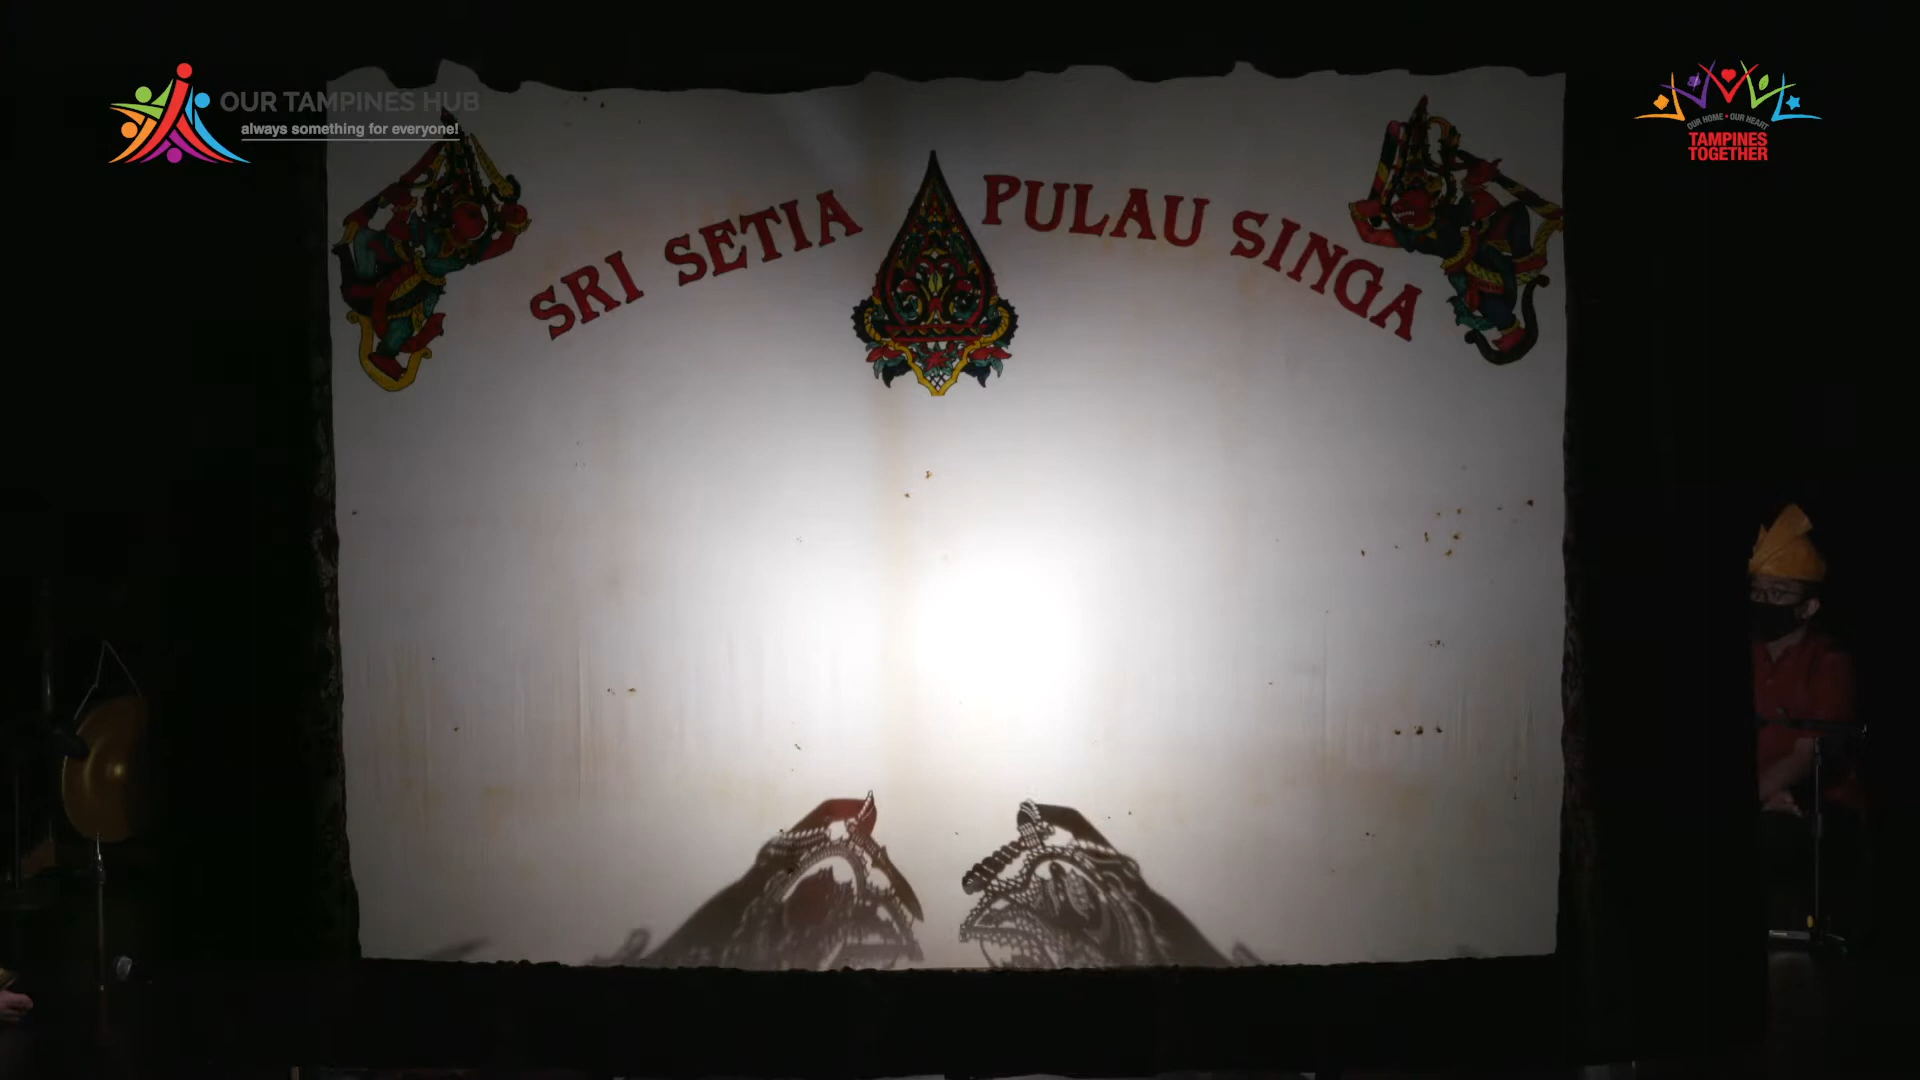 OUR TAMPINES HUB
always something for everyone!
OUR HOME • OUR HEART
TAMPINES
TOGETHER
SRI SETIA PULAU SINGA